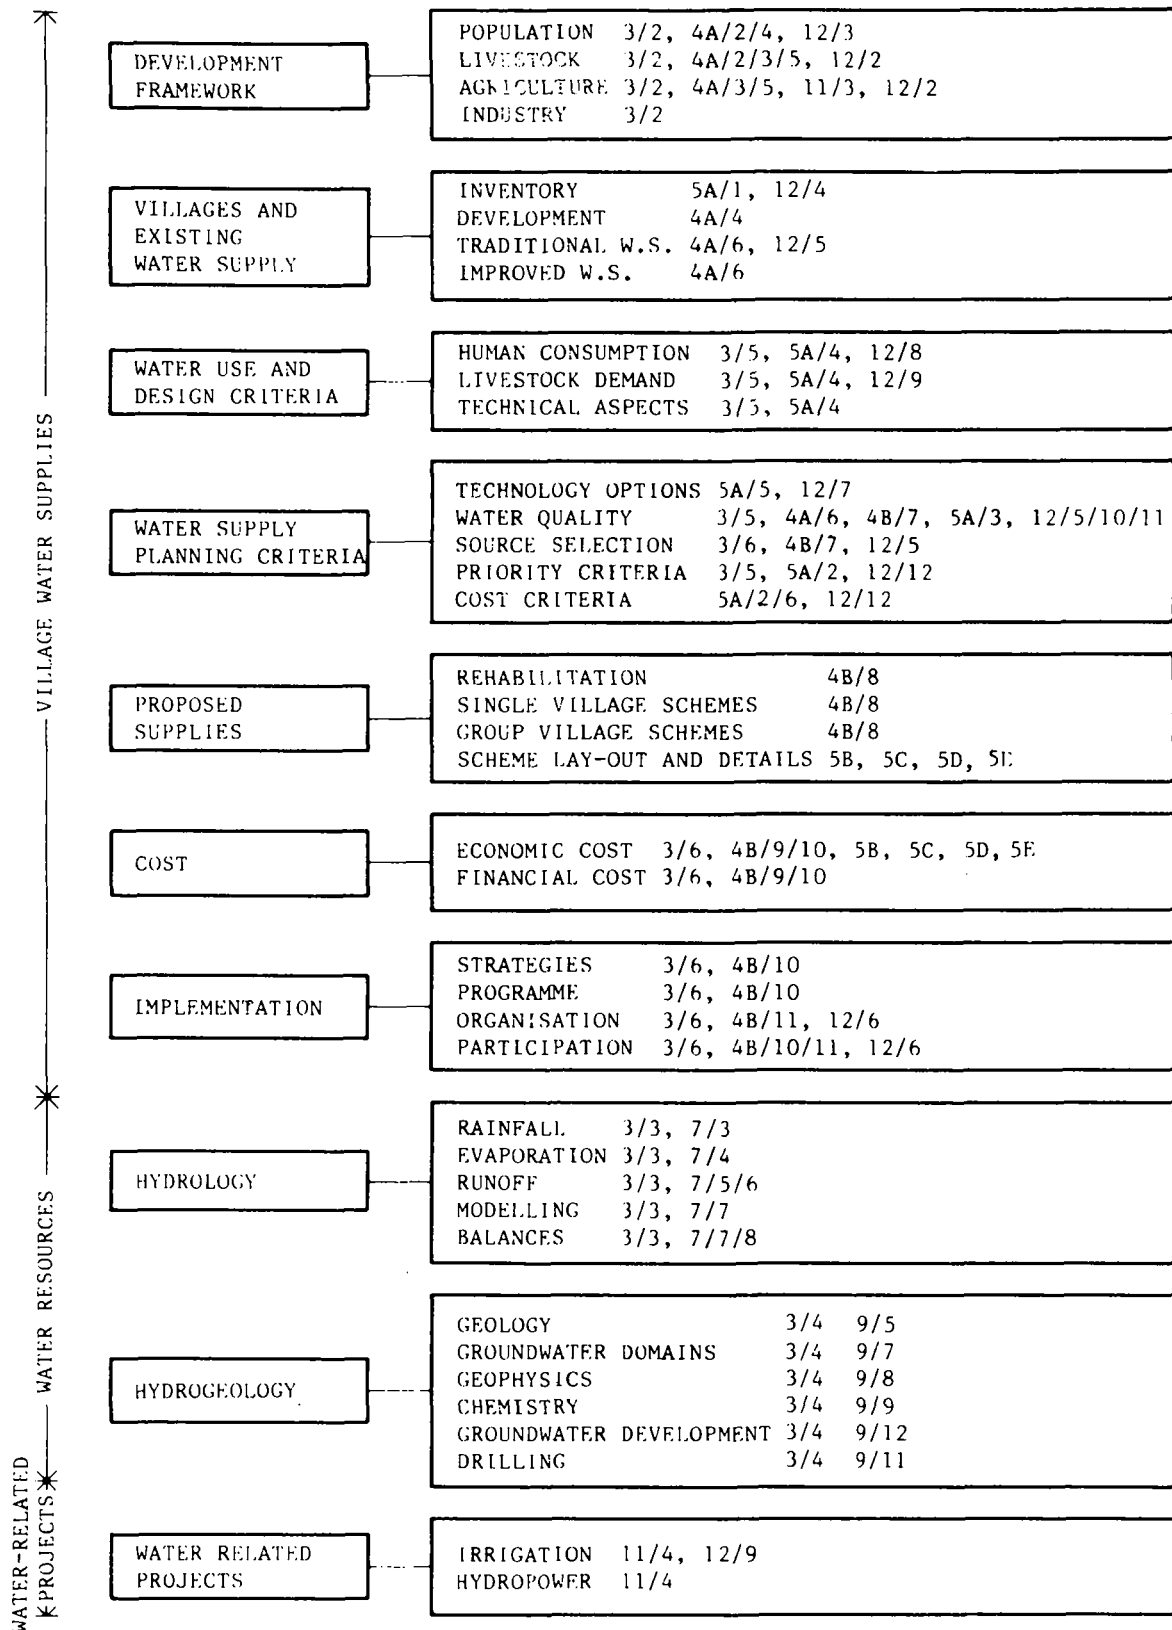 VILLAGE WATER SUPPLIES
DEVELOPMENT
FRAMEWORK
POPULATION 3/2, 4A/2/4, 12/3
LIVESTOCK 3/2, 4A/2/3/5, 12/2
AGRICULTURE 3/2, 4A/3/5, 11/3, 12/2
INDUSTRY 3/2
VILLAGES AND
EXISTING
WATER SUPPLY
INVENTORY 5A/1, 12/4
DEVELOPMENT 4A/4
TRADITIONAL W.S. 4A/6, 12/5
IMPROVED W.S. 4A/6
WATER USE AND
DESIGN CRITERIA
HUMAN CONSUMPTION 3/5, 5A/4, 12/8
LIVESTOCK DEMAND 3/5, 5A/4, 12/9
TECHNICAL ASPECTS 3/5, 5A/4
WATER SUPPLY
PLANNING CRITERIA
TECHNOLOGY OPTIONS 5A/5, 12/7
WATER QUALITY 3/5, 4A/6, 4B/7, 5A/3, 12/5/10/11
SOURCE SELECTION 3/6, 4B/7, 12/5
PRIORITY CRITERIA 3/5, 5A/2, 12/12
COST CRITERIA 5A/2/6, 12/12
PROPOSED
SUPPLIES
REHABILITATION 4B/8
SINGLE VILLAGE SCHEMES 4B/8
GROUP VILLAGE SCHEMES 4B/8
SCHEME LAY-OUT AND DETAILS 5B, 5C, 5D, 5E
COST
ECONOMIC COST 3/6, 4B/9/10, 5B, 5C, 5D, 5E
FINANCIAL COST 3/6, 4B/9/10
IMPLEMENTATION
STRATEGIES 3/6, 4B/10
PROGRAMME 3/6, 4B/10
ORGANISATION 3/6, 4B/11, 12/6
PARTICIPATION 3/6, 4B/10/11, 12/6
WATER RESOURCES
HYDROLOGY
RAINFALL 3/3, 7/3
EVAPORATION 3/3, 7/4
RUNOFF 3/3, 7/5/6
MODELLING 3/3, 7/7
BALANCES 3/3, 7/7/8
HYDROGEOLOGY
GEOLOGY 3/4 9/5
GROUNDWATER DOMAINS 3/4 9/7
GEOPHYSICS 3/4 9/8
CHEMISTRY 3/4 9/9
GROUNDWATER DEVELOPMENT 3/4 9/12
DRILLING 3/4 9/11
WATER-RELATED
PROJECTS
WATER RELATED
PROJECTS
IRRIGATION 11/4, 12/9
HYDROPOWER 11/4